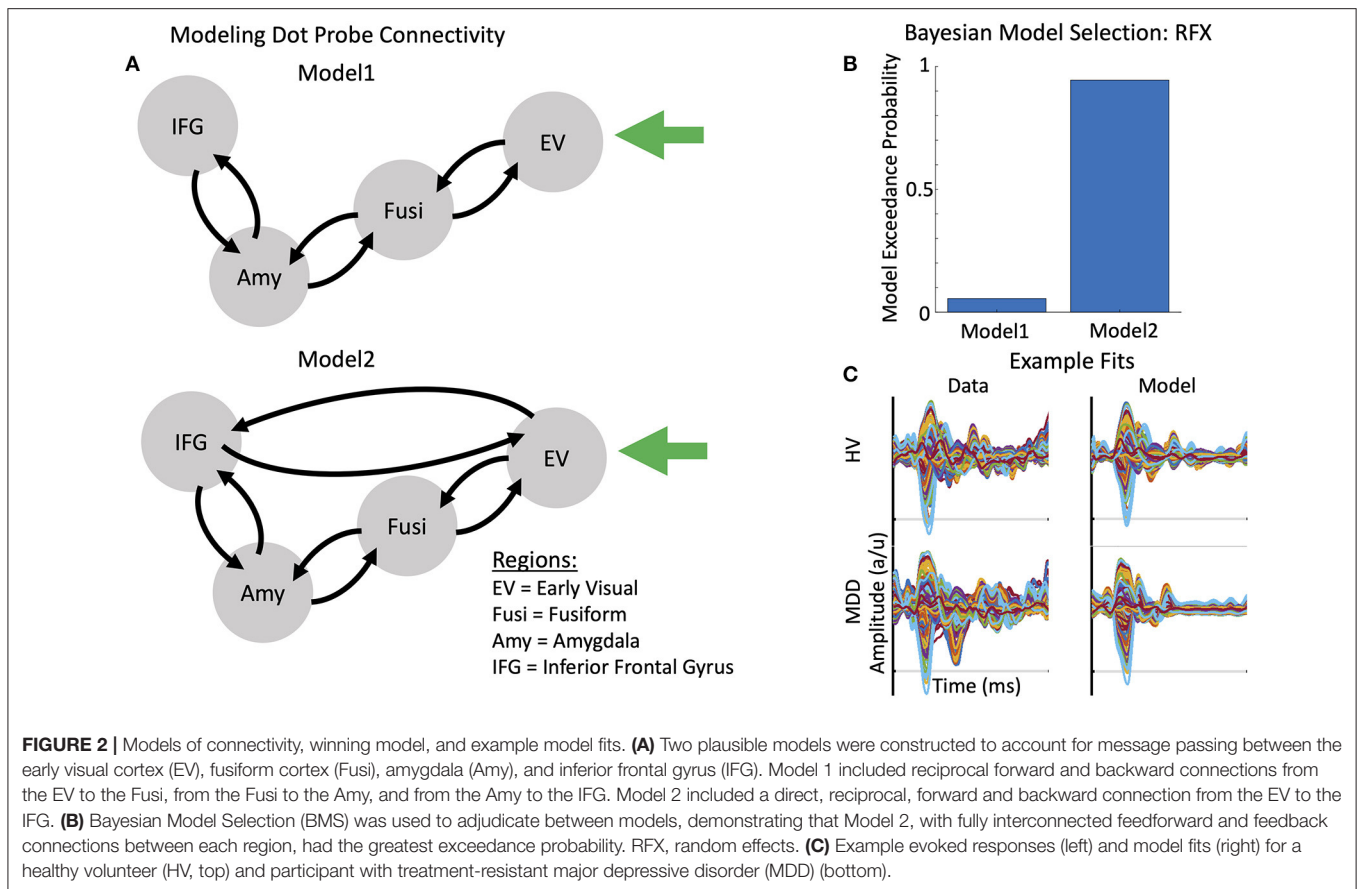 Modeling Dot Probe Connectivity
A
Model1
IFG
EV
Fusi
Amy
Model2
IFG
EV
Fusi
Amy
Regions:
EV = Early Visual
Fusi = Fusiform
Amy = Amygdala
IFG = Inferior Frontal Gyrus
Bayesian Model Selection: RFX
B
Model Exceedance Probability
1
0.5
0
Model1
Model2
C
Example Fits
Data
Model
HV
MDD
Amplitude (a/u)
Time (ms)
FIGURE 2 | Models of connectivity, winning model, and example model fits. (A) Two plausible models were constructed to account for message passing between the
early visual cortex (EV), fusiform cortex (Fusi), amygdala (Amy), and inferior frontal gyrus (IFG). Model 1 included reciprocal forward and backward connections from
the EV to the Fusi, from the Fusi to the Amy, and from the Amy to the IFG. Model 2 included a direct, reciprocal, forward and backward connection from the EV to the
IFG. (B) Bayesian Model Selection (BMS) was used to adjudicate between models, demonstrating that Model 2, with fully interconnected feedforward and feedback
connections between each region, had the greatest exceedance probability. RFX, random effects. (C) Example evoked responses (left) and model fits (right) for a
healthy volunteer (HV, top) and participant with treatment-resistant major depressive disorder (MDD) (bottom).